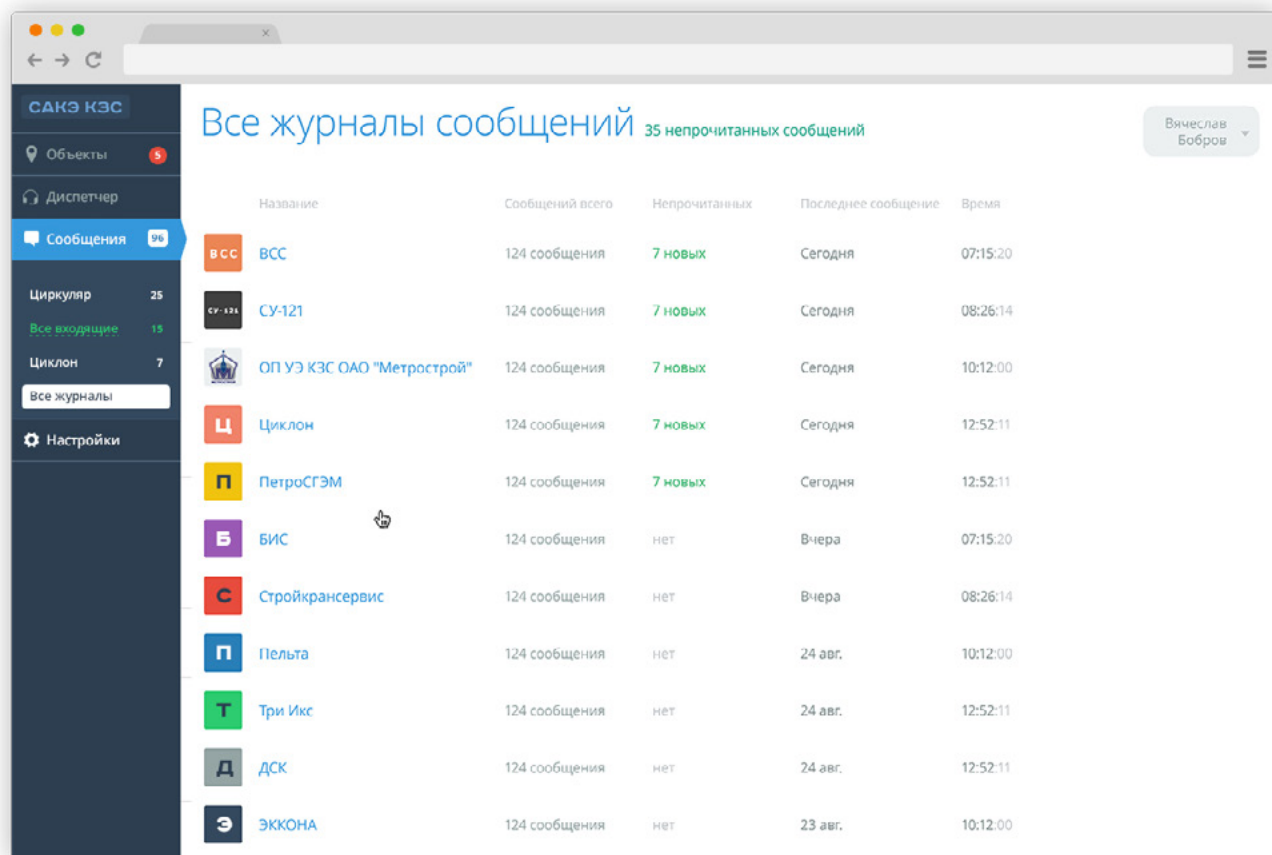 САКЭ КЗС
Объекты 5
Диспетчер
Сообщения 96
Циркуляр 25
Все входящие 15
Циклон 7
Все журналы
Настройки
Все журналы сообщений 35 непрочитанных сообщений
Вячеслав
Бобров
Название Сообщений всего Непрочитанных Последнее сообщение Время
ВСС ВСС 124 сообщения 7 новых Сегодня 07:15:20
СУ-121 СУ-121 124 сообщения 7 новых Сегодня 08:26:14
ОП УЭ КЗС ОАО "Метрострой" 124 сообщения 7 новых Сегодня 10:12:00
Ц Циклон 124 сообщения 7 новых Сегодня 12:52:11
П ПетроСГЭМ 124 сообщения 7 новых Сегодня 12:52:11
Б БИС 124 сообщения нет Вчера 07:15:20
С Стройкрансервис 124 сообщения нет Вчера 08:26:14
П Пельта 124 сообщения нет 24 авг. 10:12:00
Т Три Икс 124 сообщения нет 24 авг. 12:52:11
Д ДСК 124 сообщения нет 24 авг. 12:52:11
Э ЭККОНА 124 сообщения нет 23 авг. 10:12:00